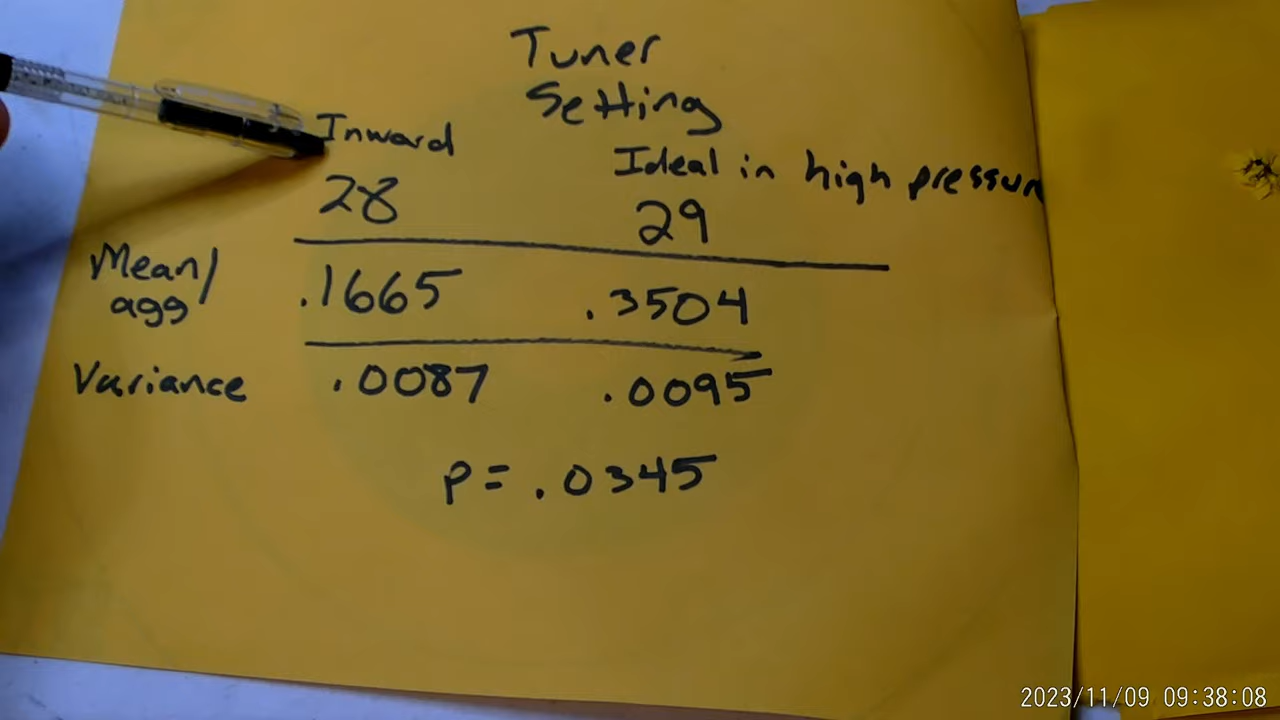 Tuner
Setting
Inward
Ideal in high pressur
28
29
Mean/
agg
.1665
.3504
Variance
.0087
.0095
P= .0345
2023/11/09 09:38:08